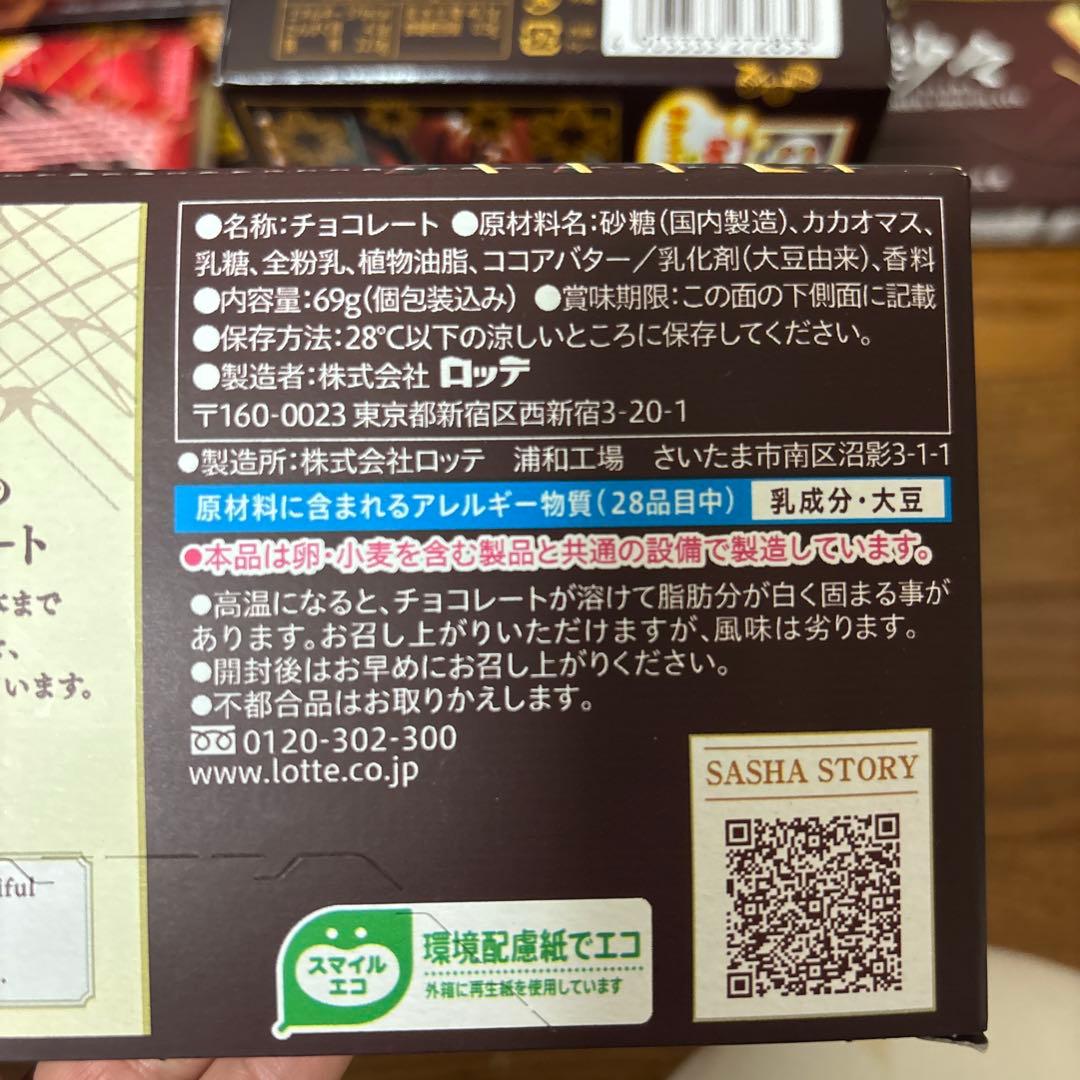 紗々
●名称:チョコレート ●原材料名:砂糖(国内製造)、カカオマス、
乳糖、全粉乳、植物油脂、ココアバター/乳化剤(大豆由来)、香料
●内容量:69g(個包装込み) ●賞味期限:この面の下側面に記載
●保存方法:28℃以下の涼しいところに保存してください。
●製造者:株式会社 ロッテ
〒160-0023 東京都新宿区西新宿3-20-1
●製造所:株式会社ロッテ 浦和工場 さいたま市南区沼影3-1-1
原材料に含まれるアレルギー物質(28品目中) 乳成分・大豆
●本品は卵・小麦を含む製品と共通の設備で製造しています。
●高温になると、チョコレートが溶けて脂肪分が白く固まる事が
あります。お召し上がりいただけますが、風味は劣ります。
●開封後はお早めにお召し上がりください。
●不都合品はお取りかえします。
0120-302-300
www.lotte.co.jp
の
ート
まで
います。
iful
SASHA STORY
スマイル
エコ
環境配慮紙でエコ
外箱に再生紙を使用しています